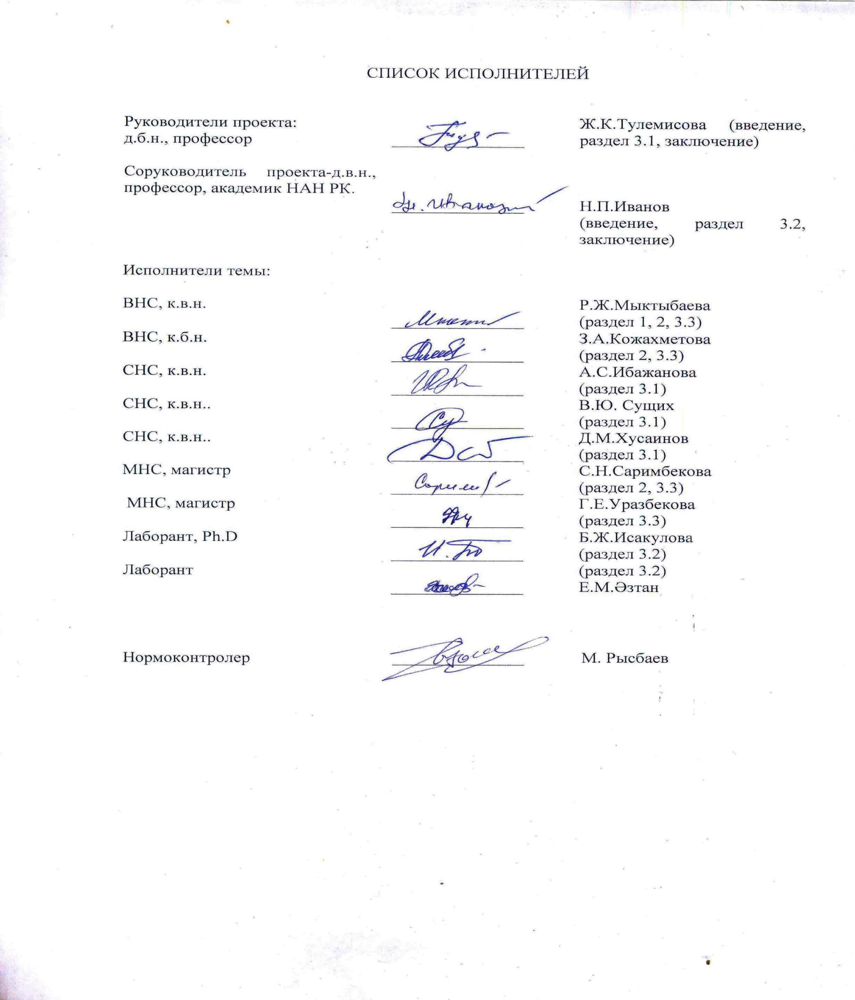 СПИСОК ИСПОЛНИТЕЛЕЙ
Руководители проекта:
д.б.н., профессор
Ж.К.Тулемисова (введение,
раздел 3.1, заключение)
Соруководитель проекта-д.в.н.,
профессор, академик НАН РК.
Н.П.Иванов
(введение, раздел 3.2,
заключение)
Исполнители темы:
ВНС, к.в.н.
Р.Ж.Мыктыбаева
(раздел 1, 2, 3.3)
ВНС, к.б.н.
З.А.Кожахметова
(раздел 2, 3.3)
СНС, к.в.н.
А.С.Ибажанова
(раздел 3.1)
СНС, к.в.н..
В.Ю. Сущих
(раздел 3.1)
СНС, к.в.н..
Д.М.Хусаинов
(раздел 3.1)
МНС, магистр
С.Н.Саримбекова
(раздел 2, 3.3)
МНС, магистр
Г.Е.Уразбекова
(раздел 3.3)
Лаборант, Ph.D
Б.Ж.Исакулова
(раздел 3.2)
Лаборант
(раздел 3.2)
Е.М.Әзтан
Нормоконтролер
М. Рысбаев